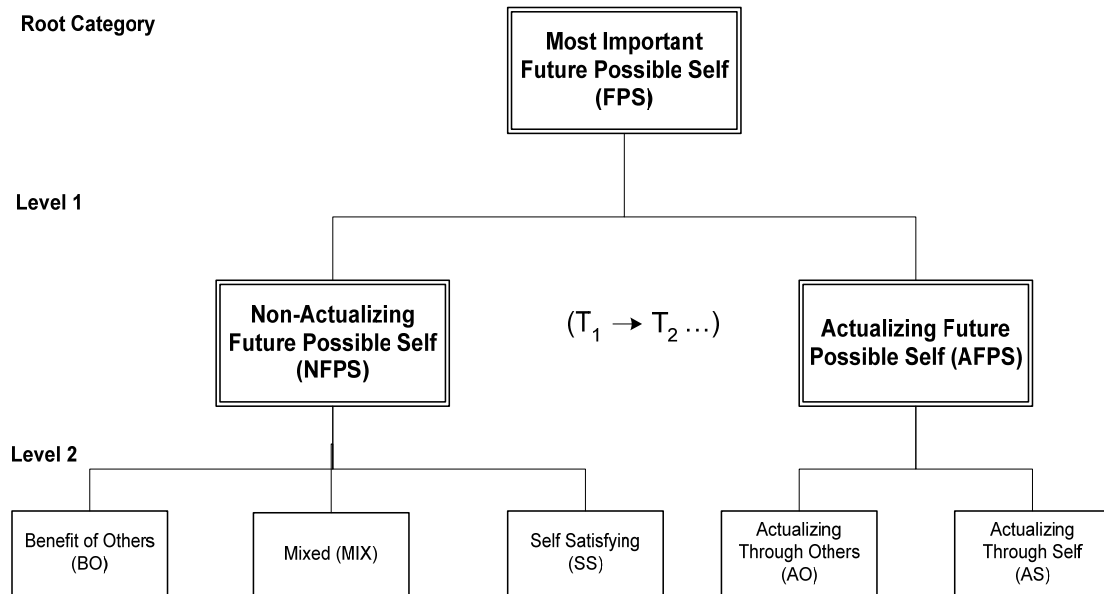 Root Category
Most Important
Future Possible Self
(FPS)
Level 1
Non-Actualizing
Future Possible Self
(NFPS)
(T₁ → T₂ ...)
Actualizing Future
Possible Self (AFPS)
Level 2
Benefit of Others
(BO)
Mixed (MIX)
Self Satisfying
(SS)
Actualizing
Through Others
(AO)
Actualizing
Through Self
(AS)